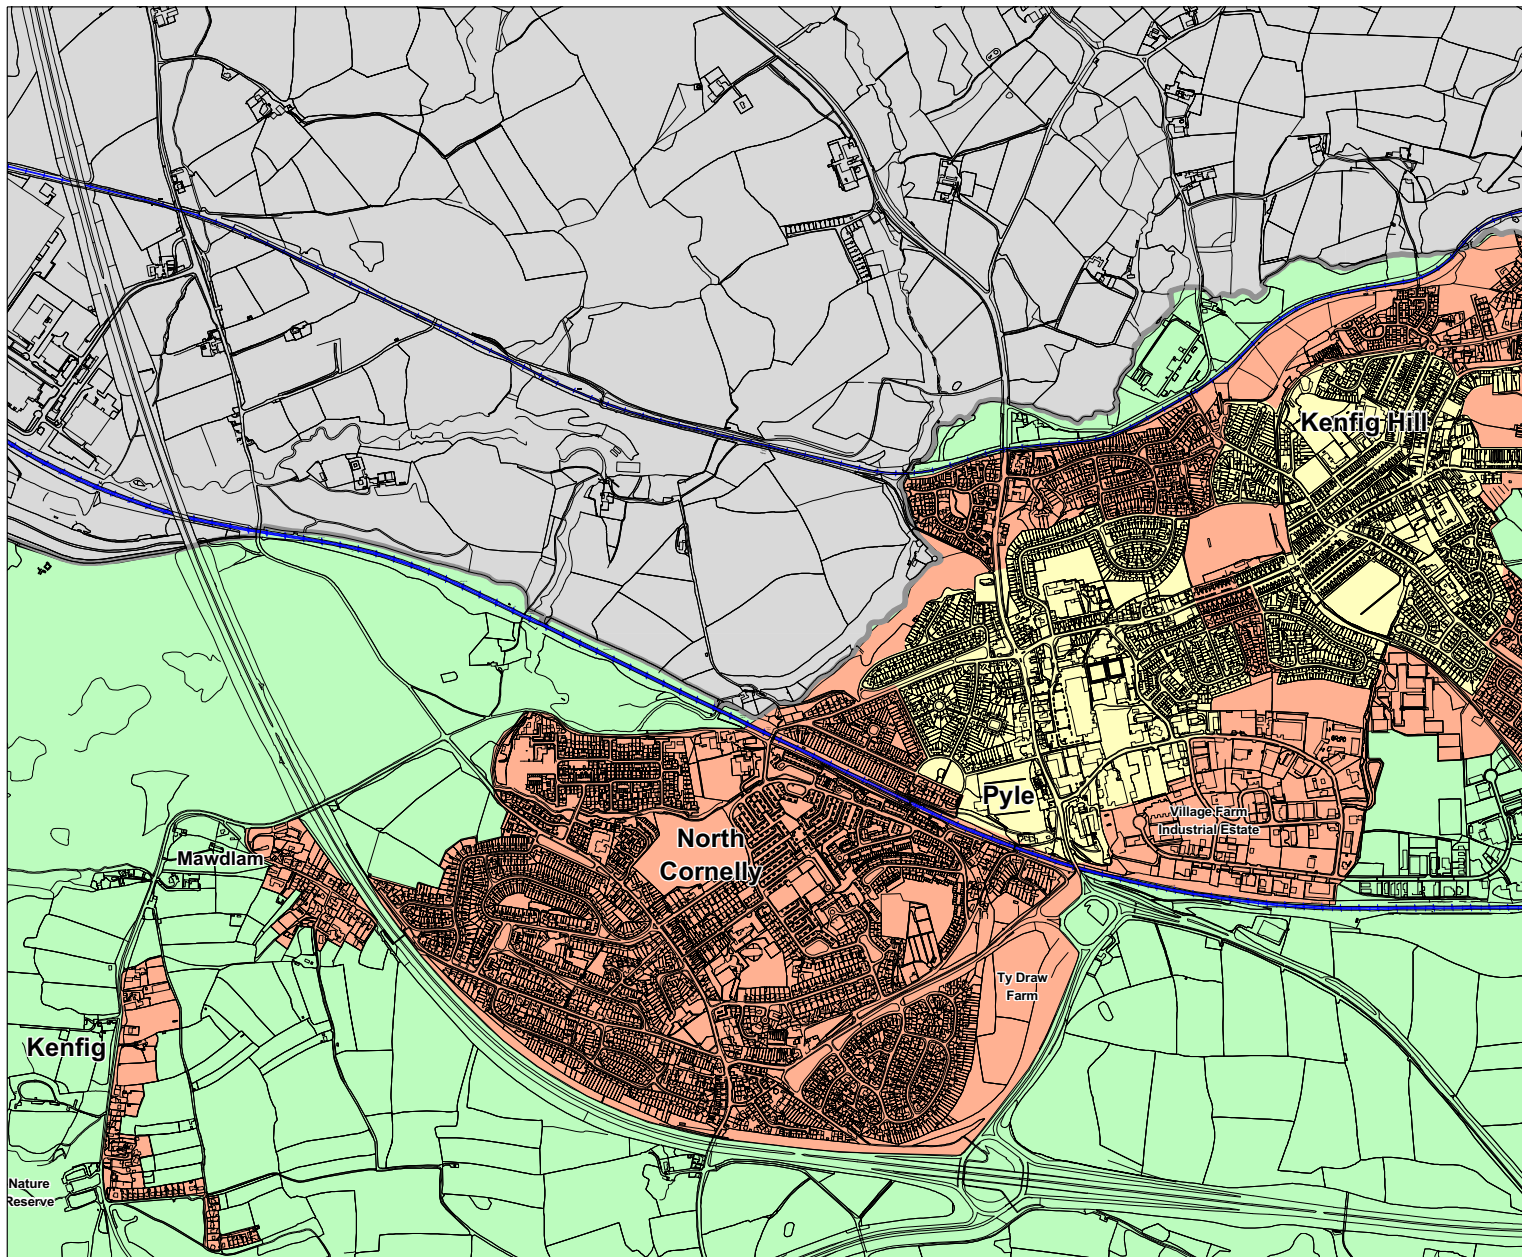 Kenfig Hill
Pyle
Village Farm
Industrial Estate
North
Cornelly
Mawdlam
Ty Draw
Farm
Kenfig
Nature
Reserve